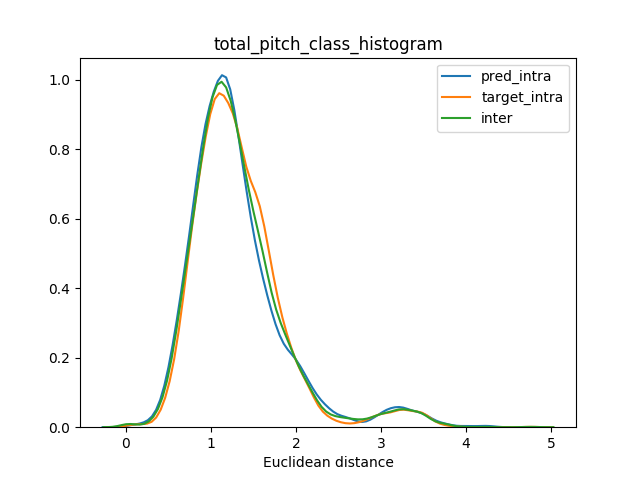 total_pitch_class_histogram
pred_intra
target_intra
inter
1.0
0.8
0.6
0.4
0.2
0.0
0 1 2 3 4 5
Euclidean distance